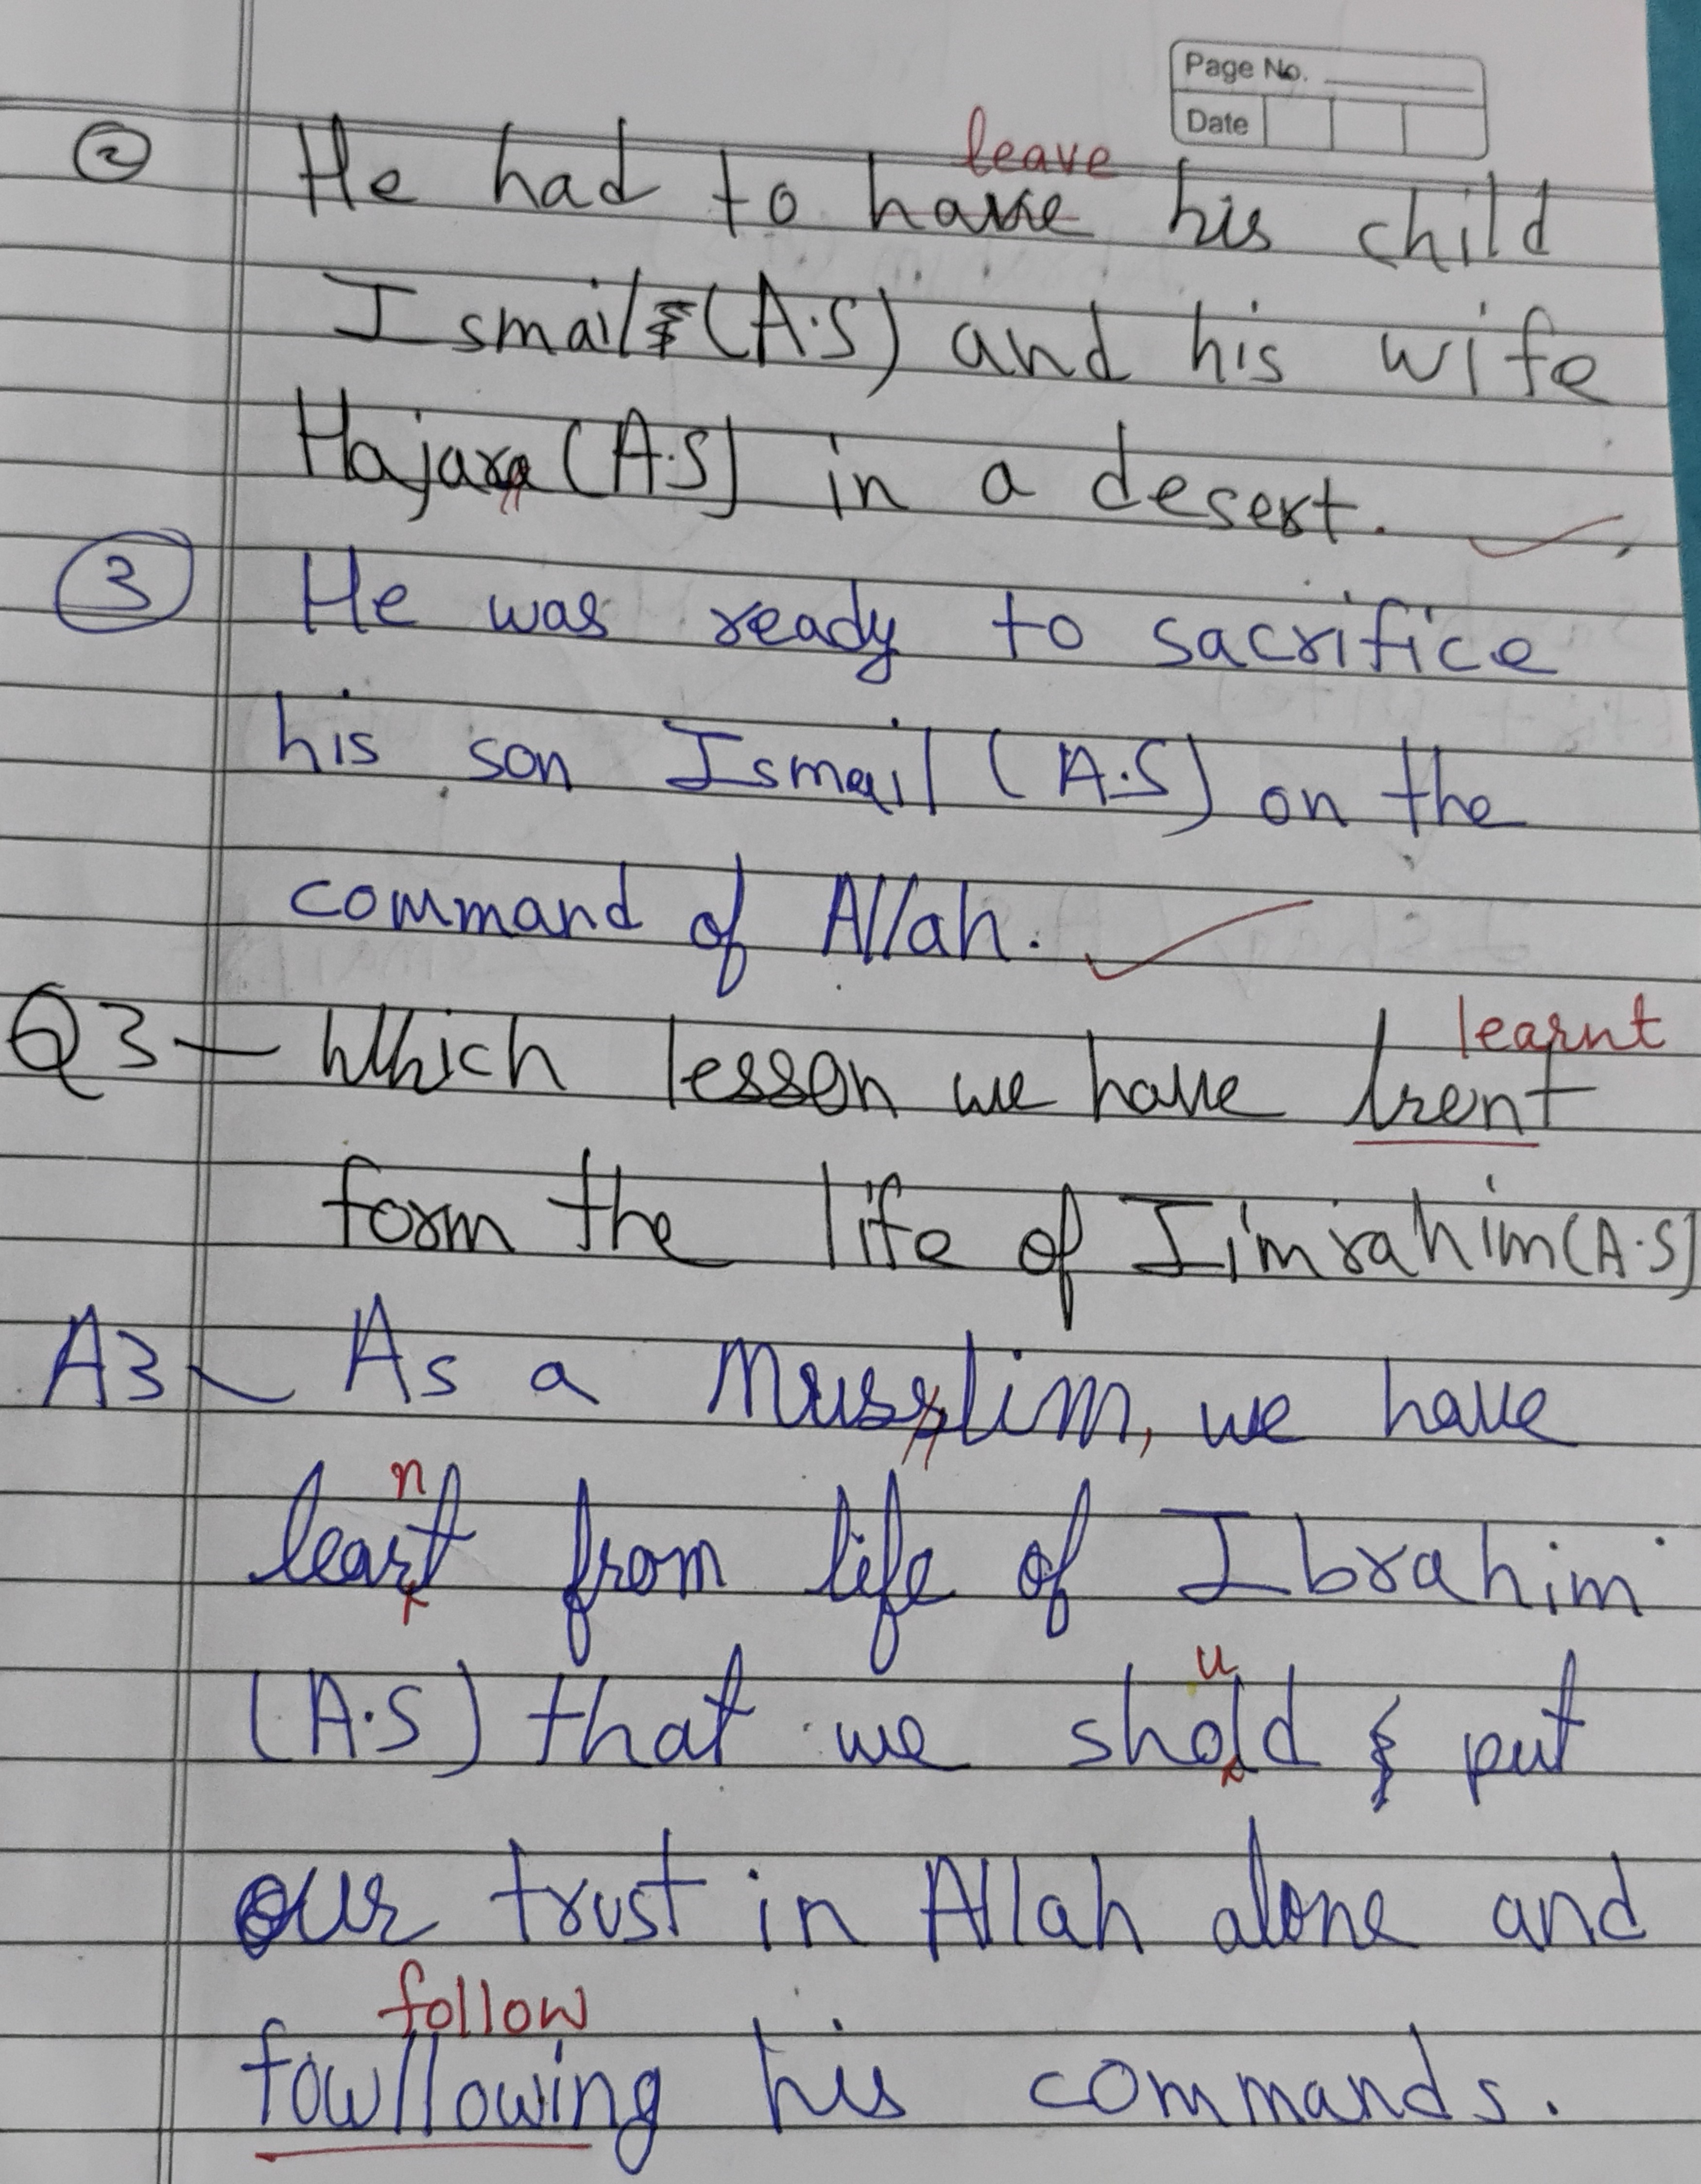 Page No.
Date
leave
② He had to have his child
Ismail (A.S) and his wife
Hajara (A.S) in a desert.
③ He was ready to sacrifice
his son Ismail (A.S) on the
command of Allah.
learnt
Q3 - Which lesson we have lrent
form the life of Iimrahim (A.S)
A3 - As a Musslim, we have
n
leart from life of Ibrahim
u
(A.S) that we shold put
our trust in Allah alone and
follow
fowllowing his commands.